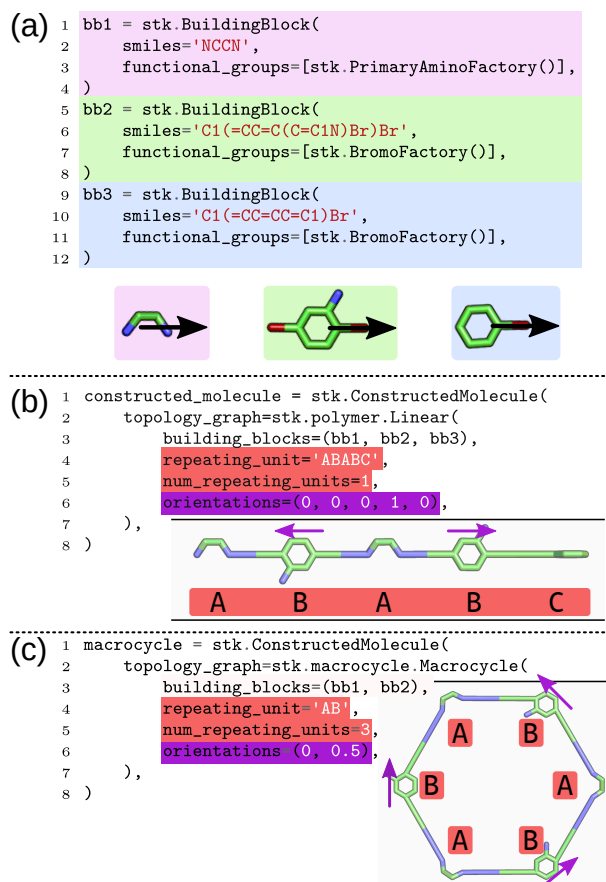 (a)
1 bb1 = stk.BuildingBlock(
2 smiles='NCCN',
3 functional_groups=[stk.PrimaryAminoFactory()],
4 )
5 bb2 = stk.BuildingBlock(
6 smiles='C1(=CC=C(C=C1N)Br)Br',
7 functional_groups=[stk.BromoFactory()],
8 )
9 bb3 = stk.BuildingBlock(
10 smiles='C1(=CC=CC=C1)Br',
11 functional_groups=[stk.BromoFactory()],
12 )
(b)
1 constructed_molecule = stk.ConstructedMolecule(
2 topology_graph=stk.polymer.Linear(
3 building_blocks=(bb1, bb2, bb3),
4 repeating_unit='ABABC',
5 num_repeating_units=1,
6 orientations=(0, 0, 0, 1, 0),
7 ),
8 )
A B A B C
(c)
1 macrocycle = stk.ConstructedMolecule(
2 topology_graph=stk.macrocycle.Macrocycle(
3 building_blocks=(bb1, bb2),
4 repeating_unit='AB',
5 num_repeating_units=3,
6 orientations=(0, 0.5),
7 ),
8 )
A B
B A
A B